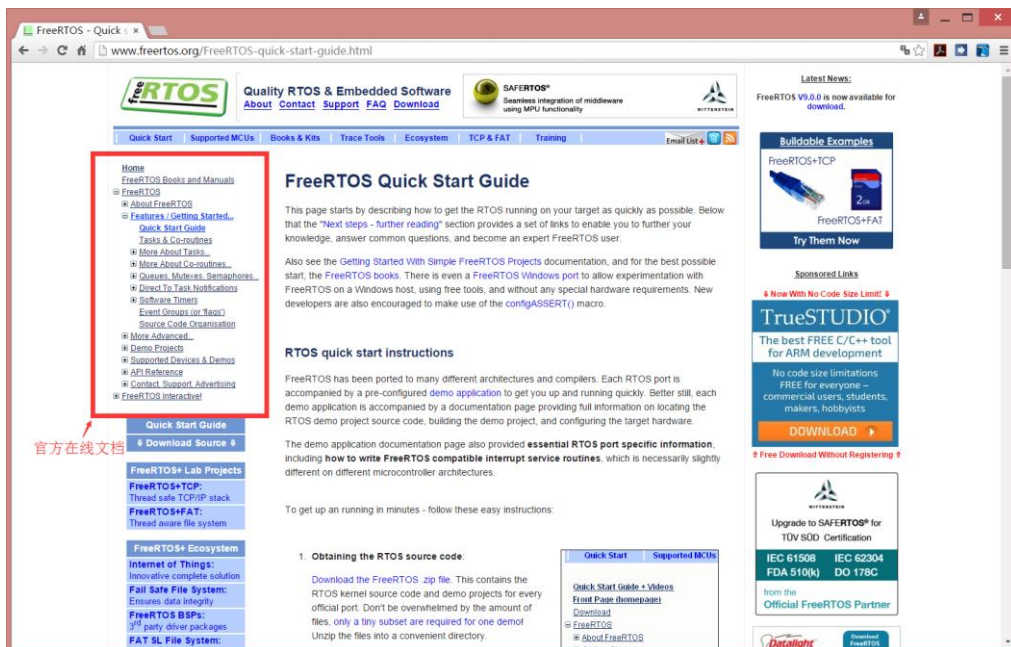 FreeRTOS - Quick s ×
www.freertos.org/FreeRTOS-quick-start-guide.html
free RTOS
Quality RTOS & Embedded Software
About Contact Support FAQ Download
SAFERTOS®
Seamless integration of middleware
using MPU functionality
WITTENSTEIN
Quick Start Supported MCUs Books & Kits Trace Tools Ecosystem TCP & FAT Training
Email List
Home
FreeRTOS Books and Manuals
FreeRTOS
About FreeRTOS
Features / Getting Started...
Quick Start Guide
Tasks & Co-routines
More About Tasks...
More About Co-routines...
Queues, Mutexes, Semaphores...
Direct To Task Notifications
Software Timers
Event Groups (or 'flags')
Source Code Organisation
More Advanced...
Demo Projects
Supported Devices & Demos
API Reference
Contact, Support, Advertising
FreeRTOS Interactive!
官方在线文档
Quick Start Guide
⇩ Download Source ⇩
FreeRTOS+ Lab Projects
FreeRTOS+TCP:
Thread safe TCP/IP stack
FreeRTOS+FAT:
Thread aware file system
FreeRTOS+ Ecosystem
Internet of Things:
Innovative complete solution
Fail Safe File System:
Ensures data integrity
FreeRTOS BSPs:
3rd party driver packages
FAT SL File System:
FreeRTOS Quick Start Guide
This page starts by describing how to get the RTOS running on your target as quickly as possible. Below
that the "Next steps - further reading" section provides a set of links to enable you to further your
knowledge, answer common questions, and become an expert FreeRTOS user.
Also see the Getting Started With Simple FreeRTOS Projects documentation, and for the best possible
start, the FreeRTOS books. There is even a FreeRTOS Windows port to allow experimentation with
FreeRTOS on a Windows host, using free tools, and without any special hardware requirements. New
developers are also encouraged to make use of the configASSERT() macro.
RTOS quick start instructions
FreeRTOS has been ported to many different architectures and compilers. Each RTOS port is
accompanied by a pre-configured demo application to get you up and running quickly. Better still, each
demo application is accompanied by a documentation page providing full information on locating the
RTOS demo project source code, building the demo project, and configuring the target hardware.
The demo application documentation page also provided essential RTOS port specific information,
including how to write FreeRTOS compatible interrupt service routines, which is necessarily slightly
different on different microcontroller architectures.
To get up an running in minutes - follow these easy instructions:
1. Obtaining the RTOS source code:
Download the FreeRTOS .zip file. This contains the
RTOS kernel source code and demo projects for every
official port. Don't be overwhelmed by the amount of
files, only a tiny subset are required for one demo!
Unzip the files into a convenient directory.
Quick Start Supported MCUs
Quick Start Guide + Videos
Front Page (homepage)
Download
FreeRTOS
About FreeRTOS
Latest News:
FreeRTOS V9.0.0 is now available for
download.
Buildable Examples
FreeRTOS+TCP
2GB
FreeRTOS+FAT
Try Them Now
Sponsored Links
⇩ Now With No Code Size Limit! ⇩
TrueSTUDIO®
The best FREE C/C++ tool
for ARM development
No code size limitations
FREE for everyone –
commercial users, students,
makers, hobbyists
DOWNLOAD
⇧ Free Download Without Registering ⇧
WITTENSTEIN
Upgrade to SAFERTOS® for
TÜV SÜD Certification
IEC 61508 IEC 62304
FDA 510(k) DO 178C
from the
Official FreeRTOS Partner
Datalight
Download
FreeRTOS